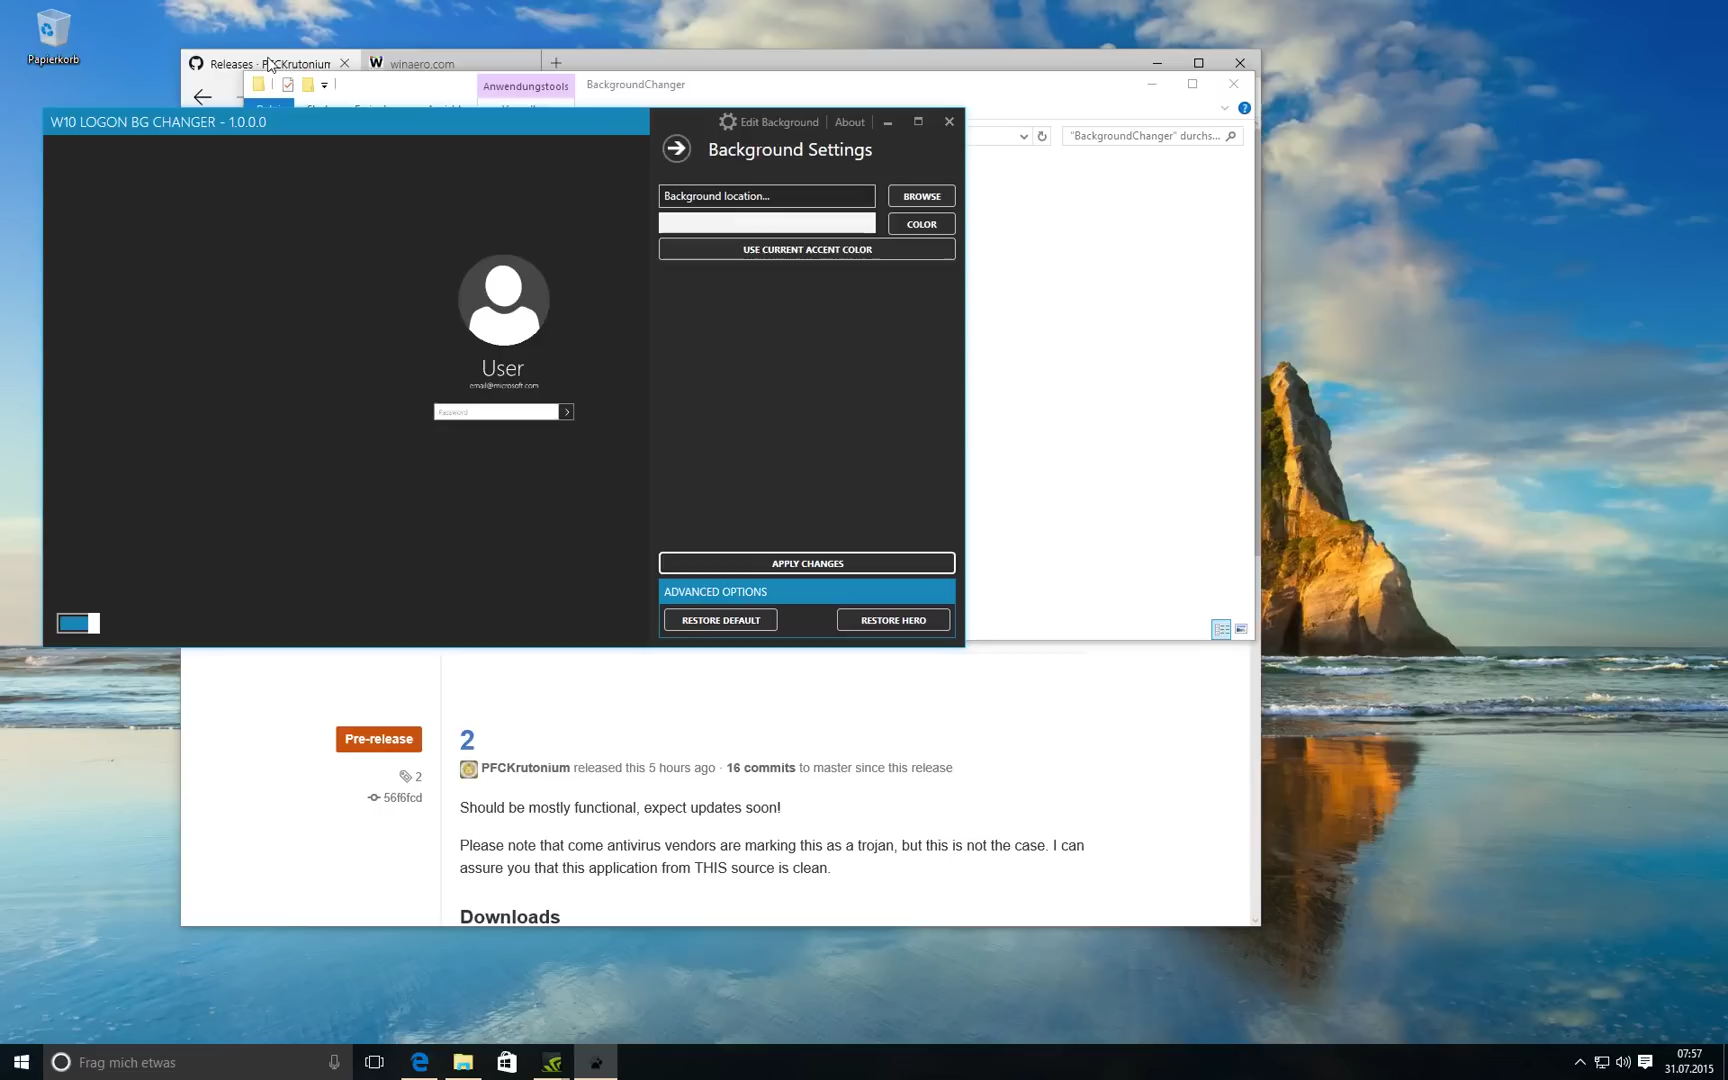 Papierkorb
Releases · PFCKrutonium
winaero.com
Anwendungstools
BackgroundChanger
"BackgroundChanger" durchs...
W10 LOGON BG CHANGER - 1.0.0.0
Edit Background
About
Background Settings
Background location...
BROWSE
COLOR
USE CURRENT ACCENT COLOR
User
email@microsoft.com
Password
APPLY CHANGES
ADVANCED OPTIONS
RESTORE DEFAULT
RESTORE HERO
Pre-release
2
56f6fcd
2
PFCKrutonium released this 5 hours ago · 16 commits to master since this release
Should be mostly functional, expect updates soon!
Please note that come antivirus vendors are marking this as a trojan, but this is not the case. I can
assure you that this application from THIS source is clean.
Downloads
Frag mich etwas
07:57
31.07.2015